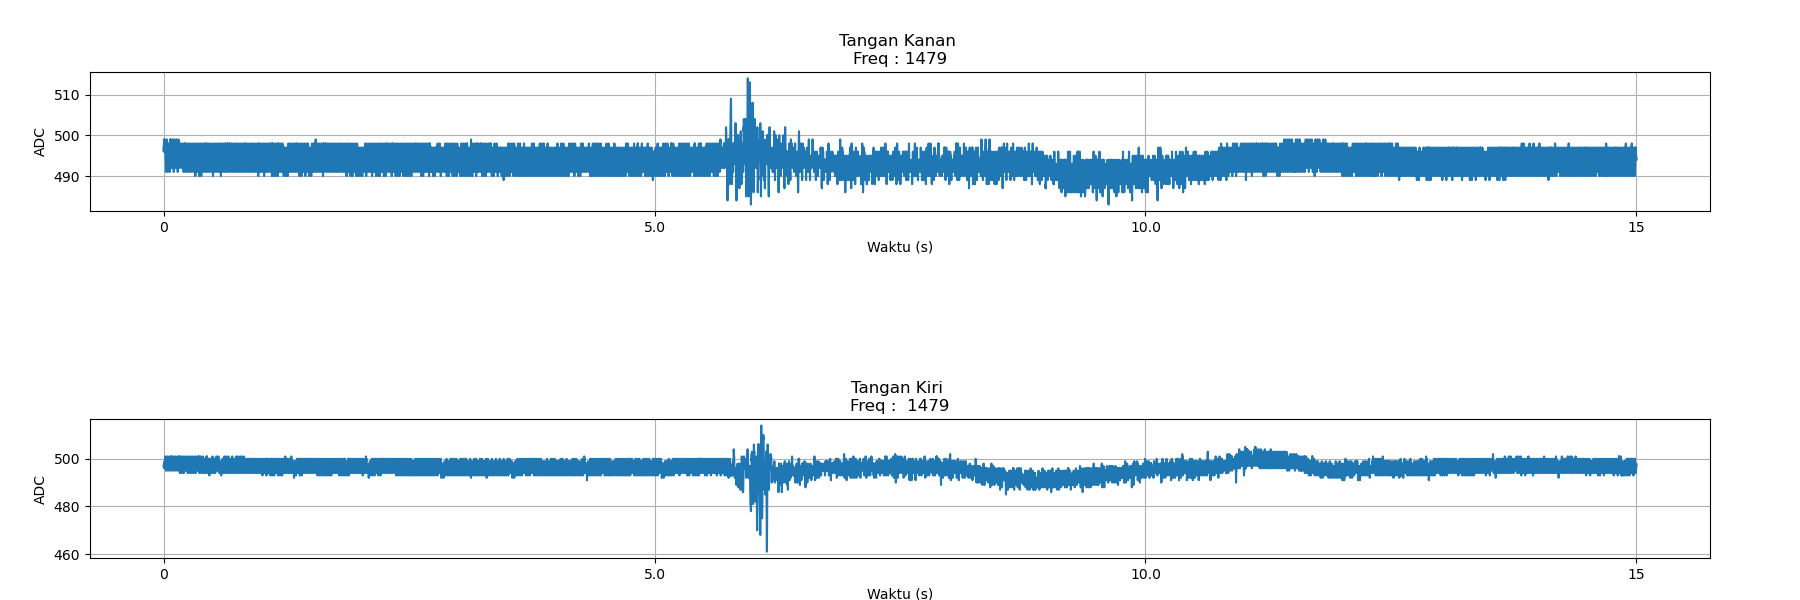 Tangan Kanan
Freq : 1479
510
500
490
ADC
0 5.0 10.0 15
Waktu (s)
Tangan Kiri
Freq :  1479
500
480
460
ADC
0 5.0 10.0 15
Waktu (s)